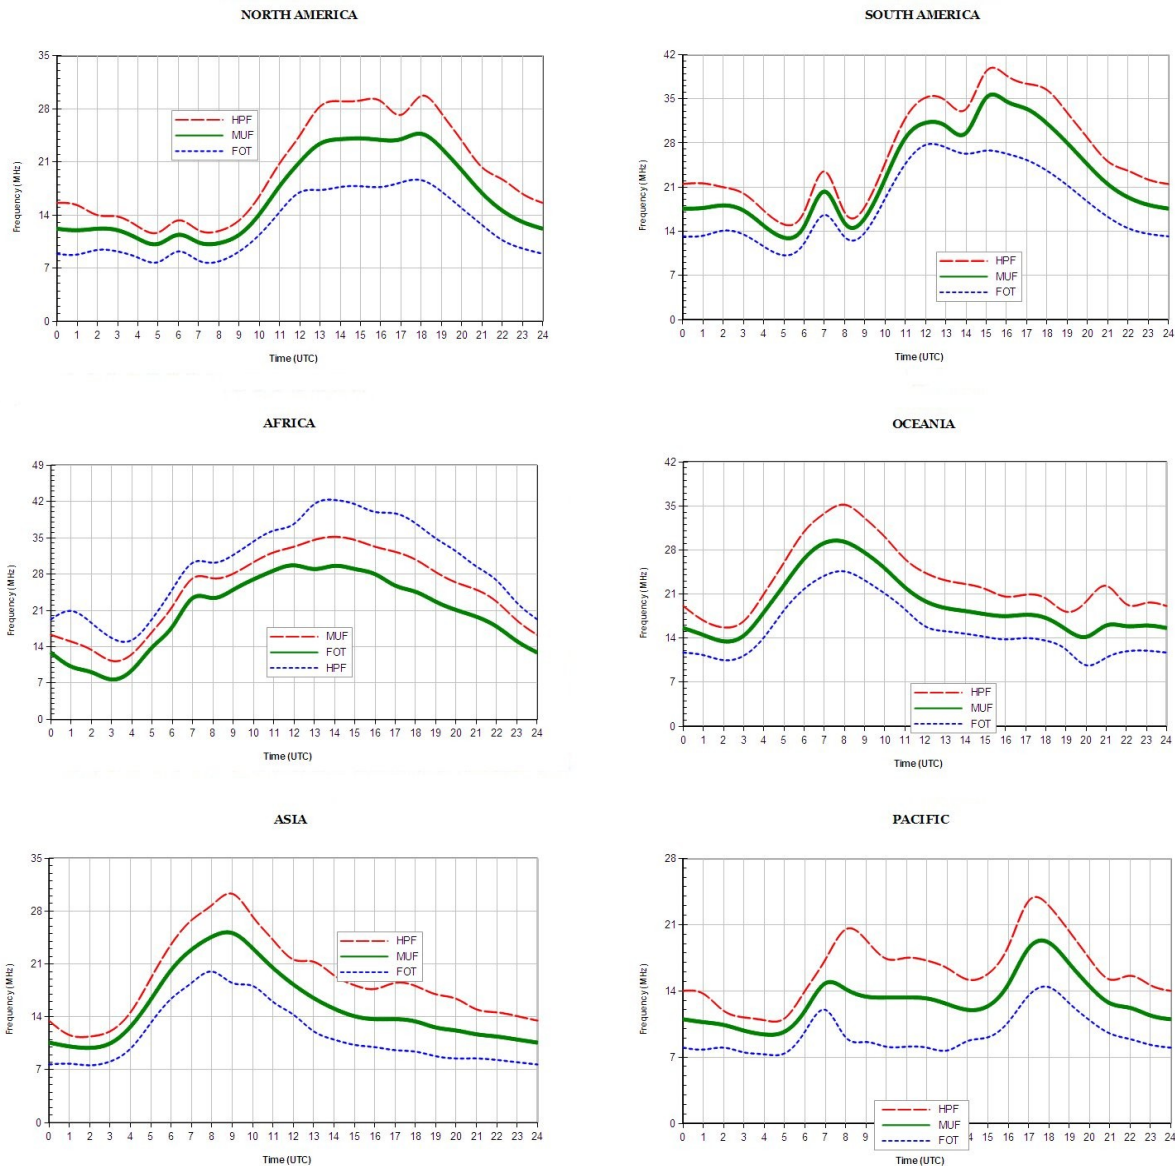 NORTH AMERICA
35
28
21
14
7
0
Frequency (MHz)
HPF
MUF
FOT
0 1 2 3 4 5 6 7 8 9 10 11 12 13 14 15 16 17 18 19 20 21 22 23 24
Time (UTC)
SOUTH AMERICA
42
35
28
21
14
7
0
Frequency (MHz)
HPF
MUF
FOT
0 1 2 3 4 5 6 7 8 9 10 11 12 13 14 15 16 17 18 19 20 21 22 23 24
Time (UTC)
AFRICA
49
42
35
28
21
14
7
0
Frequency (MHz)
MUF
FOT
HPF
0 1 2 3 4 5 6 7 8 9 10 11 12 13 14 15 16 17 18 19 20 21 22 23 24
Time (UTC)
OCEANIA
42
35
28
21
14
7
0
Frequency (MHz)
HPF
MUF
FOT
0 1 2 3 4 5 6 7 8 9 10 11 12 13 14 15 16 17 18 19 20 21 22 23 24
Time (UTC)
ASIA
35
28
21
14
7
0
Frequency (MHz)
HPF
MUF
FOT
0 1 2 3 4 5 6 7 8 9 10 11 12 13 14 15 16 17 18 19 20 21 22 23 24
Time (UTC)
PACIFIC
28
21
14
7
0
Frequency (MHz)
HPF
MUF
FOT
0 1 2 3 4 5 6 7 8 9 15 16 17 18 19 20 21 22 23 24
Time (UTC)